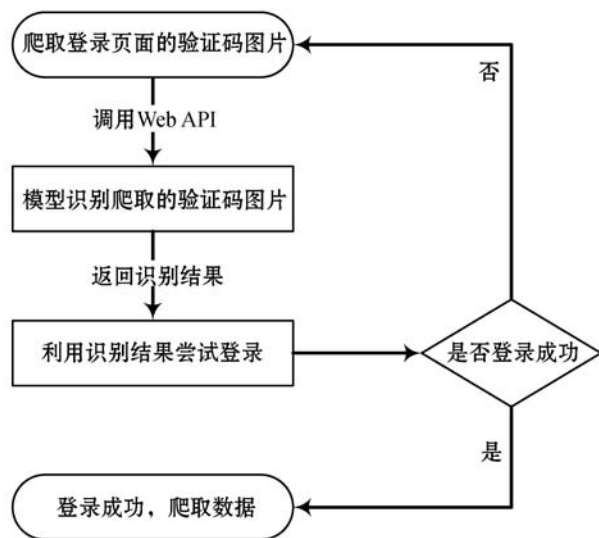 爬取登录页面的验证码图片
否
调用Web API
模型识别爬取的验证码图片
返回识别结果
利用识别结果尝试登录
是否登录成功
是
登录成功，爬取数据